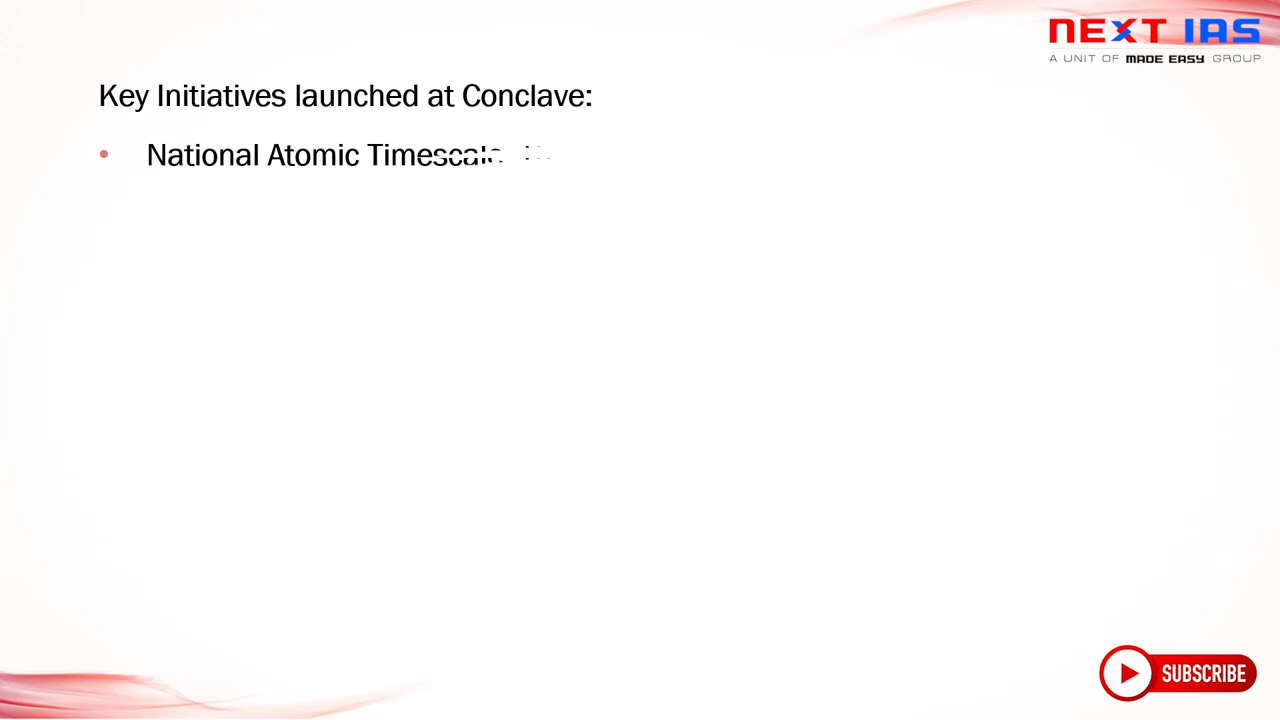 NEXT IAS
A UNIT OF MADE EASY GROUP
Key Initiatives launched at Conclave:
• National Atomic Timescale
SUBSCRIBE